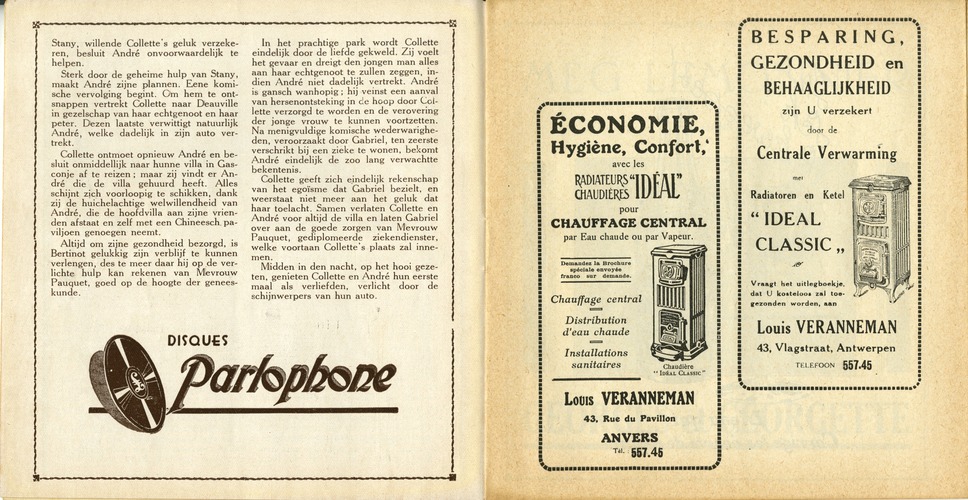 Stany, willende Collette's geluk verzeke-
ren, besluit André onvoorwaardelijk te
helpen.
Sterk door de geheime hulp van Stany,
maakt André zijne plannen. Eene komi-
sche vervolging begint. Om hem te ont-
snappen vertrekt Collette naar Deauville
in gezelschap van haar echtgenoot en haar
peter. Dezen laatste verwittigt natuurlijk
André, welke dadelijk in zijn auto ver-
trekt.
Collette ontmoet opnieuw André en be-
sluit onmiddellijk naar hunne villa in Gas-
conje af te reizen; maar zij vindt er An-
dré die de villa gehuurd heeft. Alles
schijnt zich voorloopig te schikken, dank
zij de huichelachtige welwillendheid van
André, die de hoofdvilla aan zijne vrien-
den afstaat en zelf met een Chineesch pa-
viljoen genoegen neemt.
Altijd om zijne gezondheid bezorgd, is
Bertinot gelukkig zijn verblijf te kunnen
verlengen, des te meer daar hij op de ver-
lichte hulp kan rekenen van Mevrouw
Pauquet, goed op de hoogte der genees-
kunde.
In het prachtige park wordt Collette
eindelijk door de liefde gekweld. Zij voelt
het gevaar en dreigt den jongen man alles
aan haar echtgenoot te zullen zeggen, in-
dien André niet dadelijk vertrekt. André
is gansch wanhopig; hij veinst een aanval
van hersenontsteking in de hoop door Col-
lette verzorgd te worden en de verovering
der jonge vrouw te kunnen voortzetten.
Na menigvuldige komische wederwarighe-
den, veroorzaakt door Gabriel, ten zeerste
verschrikt bij een zieke te wonen, bekomt
André eindelijk de zoo lang verwachtte
bekentenis.
Collette geeft zich eindelijk rekenschap
van het egoïsme dat Gabriel bezielt, en
weerstaat niet meer aan het geluk dat
haar toelacht. Samen verlaten Collette en
André voor altijd de villa en laten Gabriel
over aan de goede zorgen van Mevrouw
Pauquet, gediplomeerde ziekendienster,
welke voortaan Collette's plaats zal inne-
men.
Midden in den nacht, op het hooi geze-
ten, genieten Collette en André hun eerste
maal als verliefden, verlicht door de
schijnwerpers van hun auto.
DISQUES
Parlophone
ÉCONOMIE,
Hygiène, Confort,
avec les
RADIATEURS
CHAUDIÈRES "IDÉAL"
pour
CHAUFFAGE CENTRAL
par Eau chaude ou par Vapeur.
Demandez la Brochure
spéciale envoyée
franco sur demande.
Chauffage central
Distribution
d'eau chaude
Installations
sanitaires
Chaudière
"IDÉAL CLASSIC"
LOUIS VERANNEMAN
43, Rue du Pavillon
ANVERS
Tél. : 557.45
BESPARING,
GEZONDHEID en
BEHAAGLIJKHEID
zijn U verzekert
door de
Centrale Verwarming
met
Radiatoren en Ketel
"IDEAL
CLASSIC„
Vraagt het uitlegboekje,
dat U kosteloos zal toe-
gezonden worden, aan
Louis VERANNEMAN
43, Vlagstraat, Antwerpen
TELEFOON 557.45